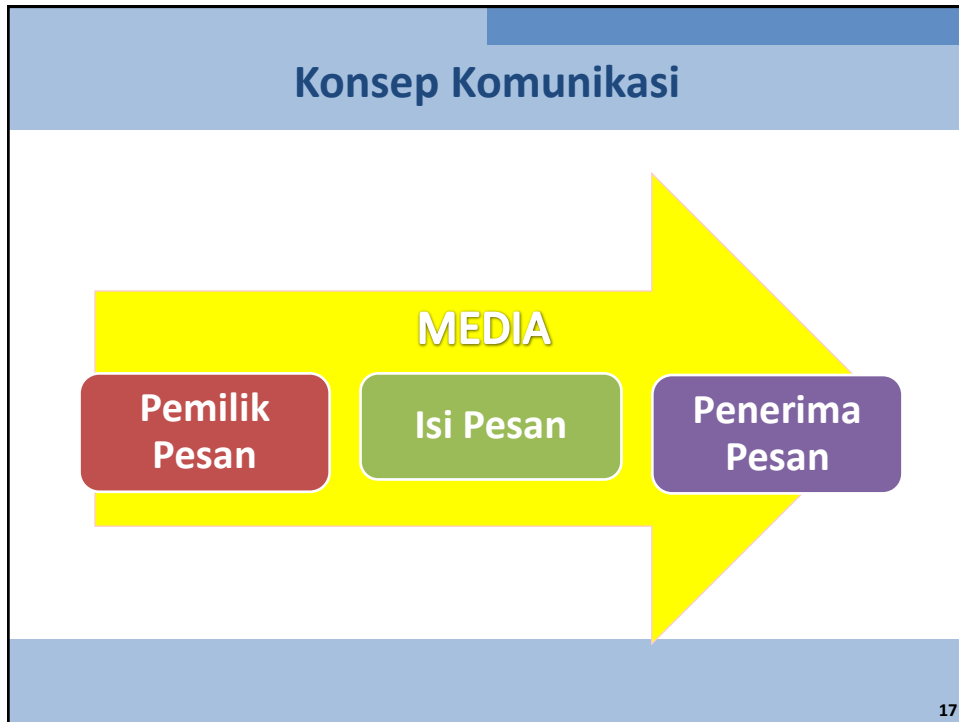 Konsep Komunikasi
MEDIA
Pemilik
Pesan
Isi Pesan
Penerima
Pesan
17